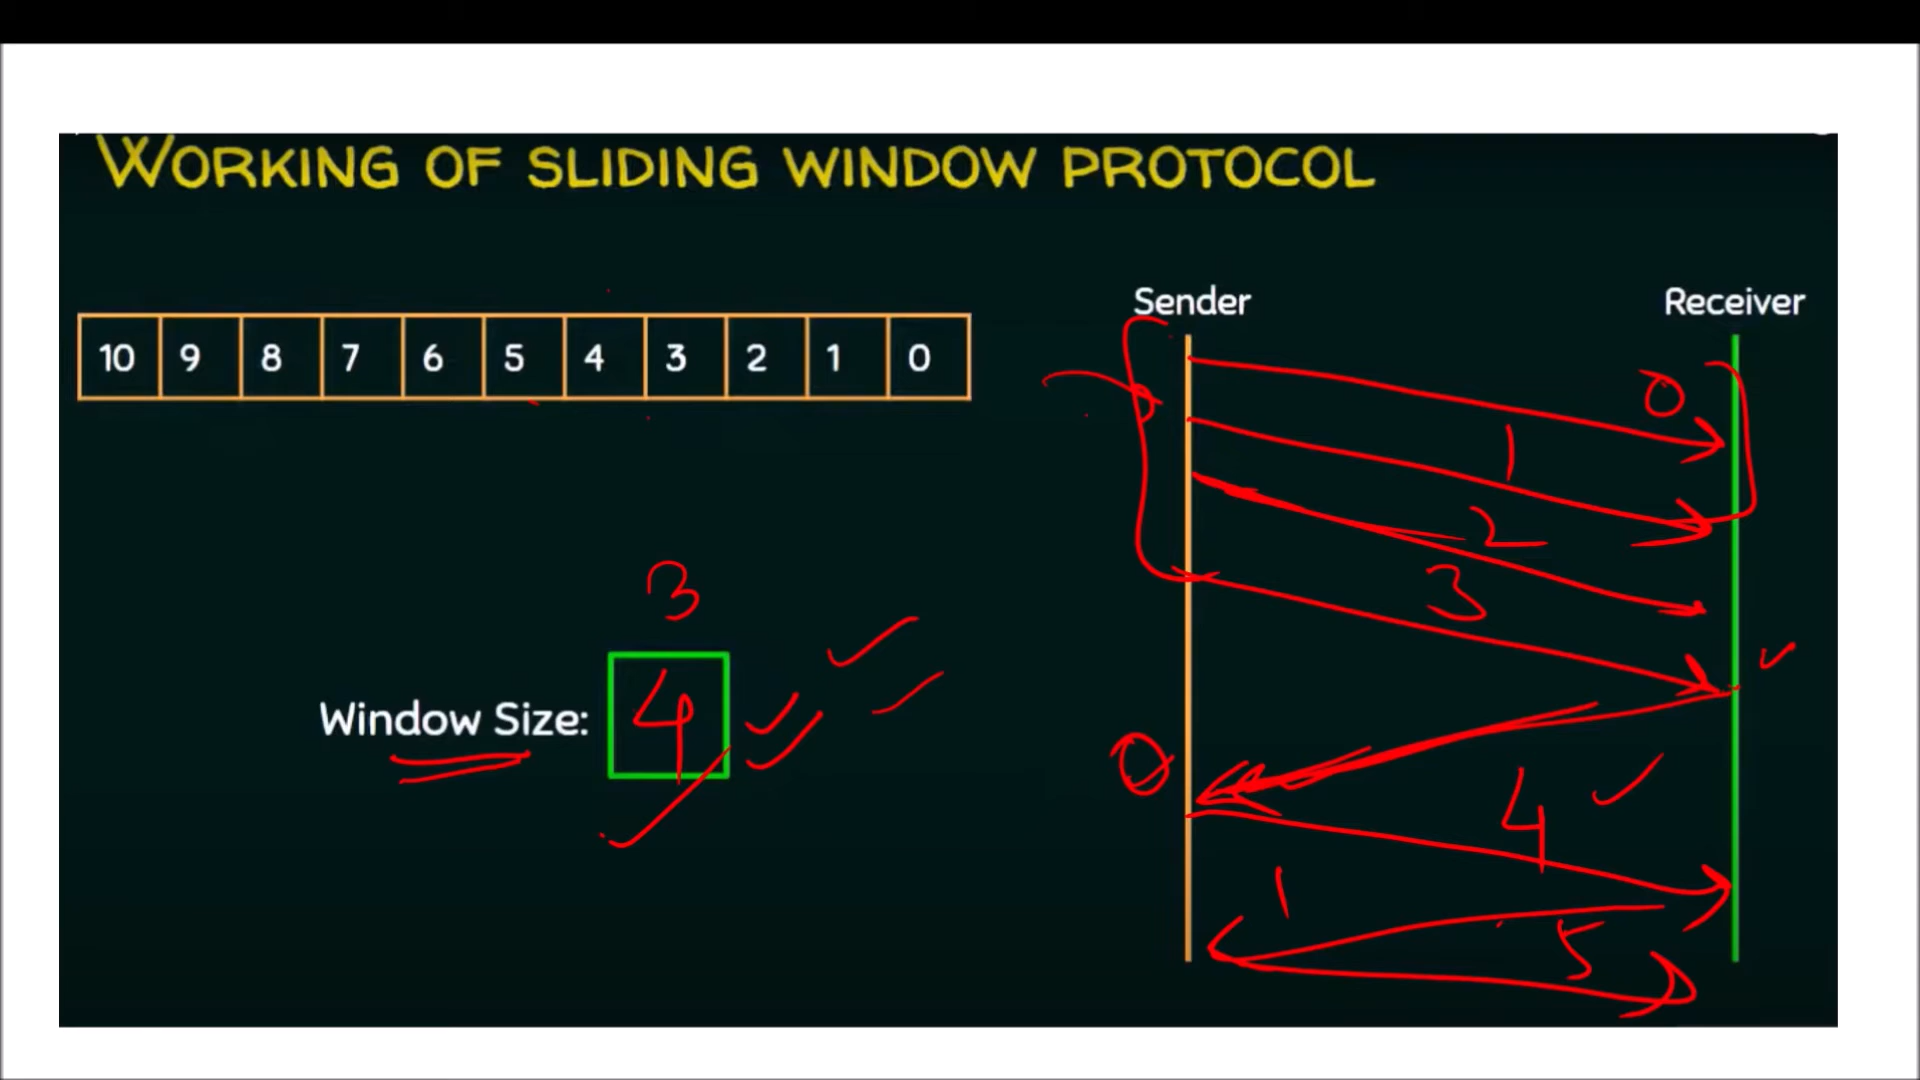 WORKING OF SLIDING WINDOW PROTOCOL
Sender Receiver
10 9 8 7 6 5 4 3 2 1 0
0
1
2
3
3
Window Size: 4
0
4
1
5